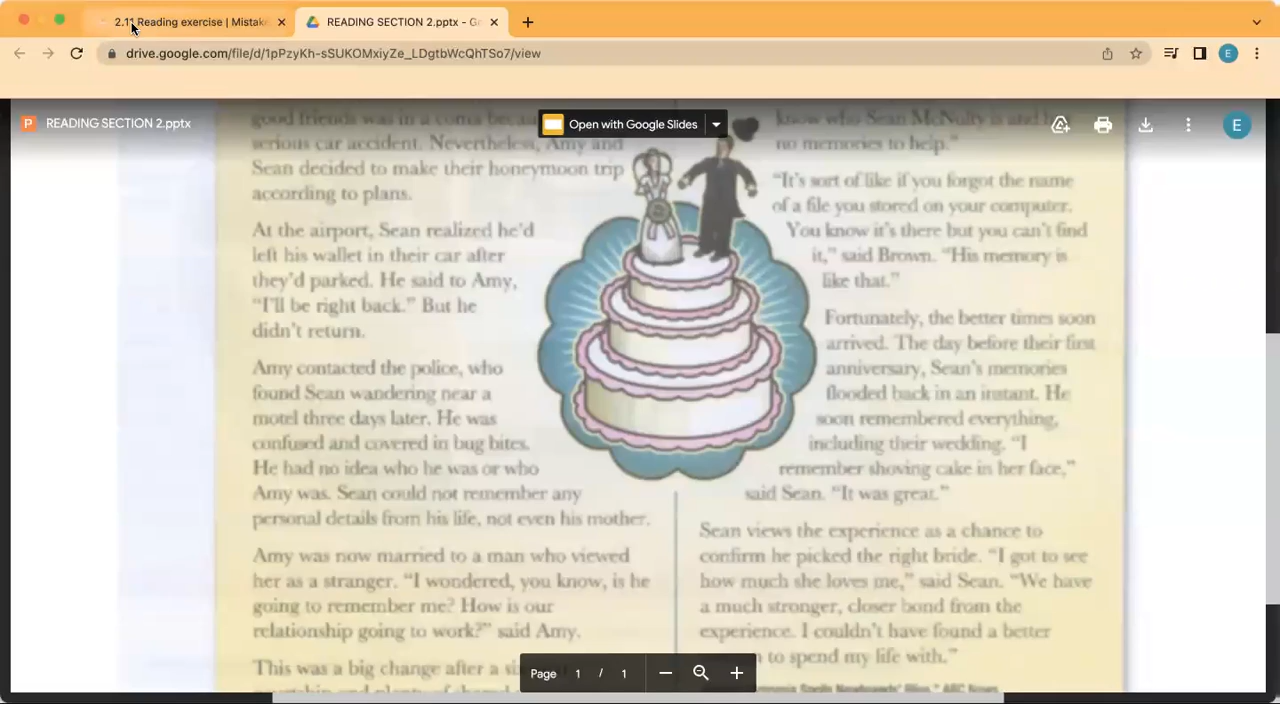 2.11 Reading exercise | Mistake
READING SECTION 2.pptx - Go
drive.google.com/file/d/1pPzyKh-sSUKOMxiyZe_LDgtbWcQhTSo7/view
E
P
READING SECTION 2.pptx
Open with Google Slides
E
good friends was in a coma
serious car accident. Nevertheless, Amy and
Sean decided to make their honeymoon trip
according to plans.
At the airport, Sean realized he'd
left his wallet in their car after
they'd parked. He said to Amy,
"I'll be right back." But he
didn't return.
Amy contacted the police, who
found Sean wandering near a
motel three days later. He was
confused and covered in bug bites.
He had no idea who he was or who
Amy was. Sean could not remember any
personal details from his life, not even his mother.
Amy was now married to a man who viewed
her as a stranger. "I wondered, you know, is he
going to remember me? How is our
relationship going to work?" said Amy.
This was a big change after a
know who Sean McNulty
no memories to help."
"It's sort of like if you forgot the name
of a file you stored on your computer.
You know it's there but you can't find
it," said Brown. "His memory is
like that."
Fortunately, the better times soon
arrived. The day before their first
anniversary, Sean's memories
flooded back in an instant. He
soon remembered everything,
including their wedding. "I
remember shoving cake in her face,"
said Sean. "It was great."
Sean views the experience as a chance to
confirm he picked the right bride. "I got to see
how much she loves me," said Sean. "We have
a much stronger, closer bond from the
experience. I couldn't have found a better
to spend my life with."
Spells Newlyweds' Bliss," ABC News
Page 1 / 1